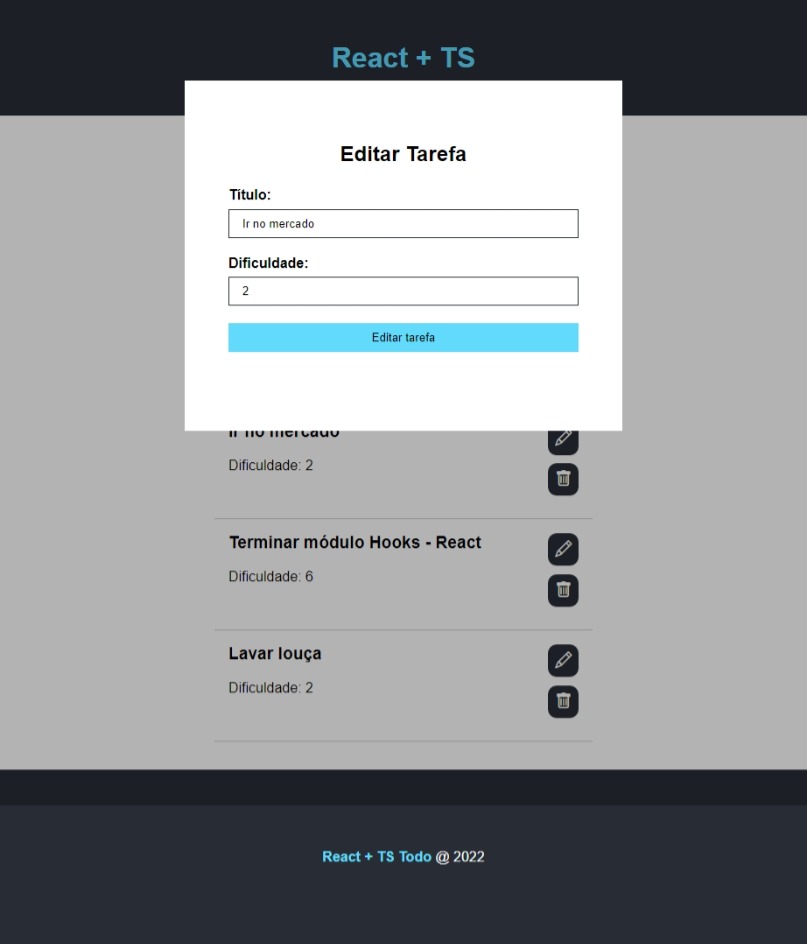 React + TS
Editar Tarefa
Título:
Ir no mercado
Dificuldade:
2
Editar tarefa
Ir no mercado
Dificuldade: 2
Terminar módulo Hooks - React
Dificuldade: 6
Lavar louça
Dificuldade: 2
React + TS Todo @ 2022